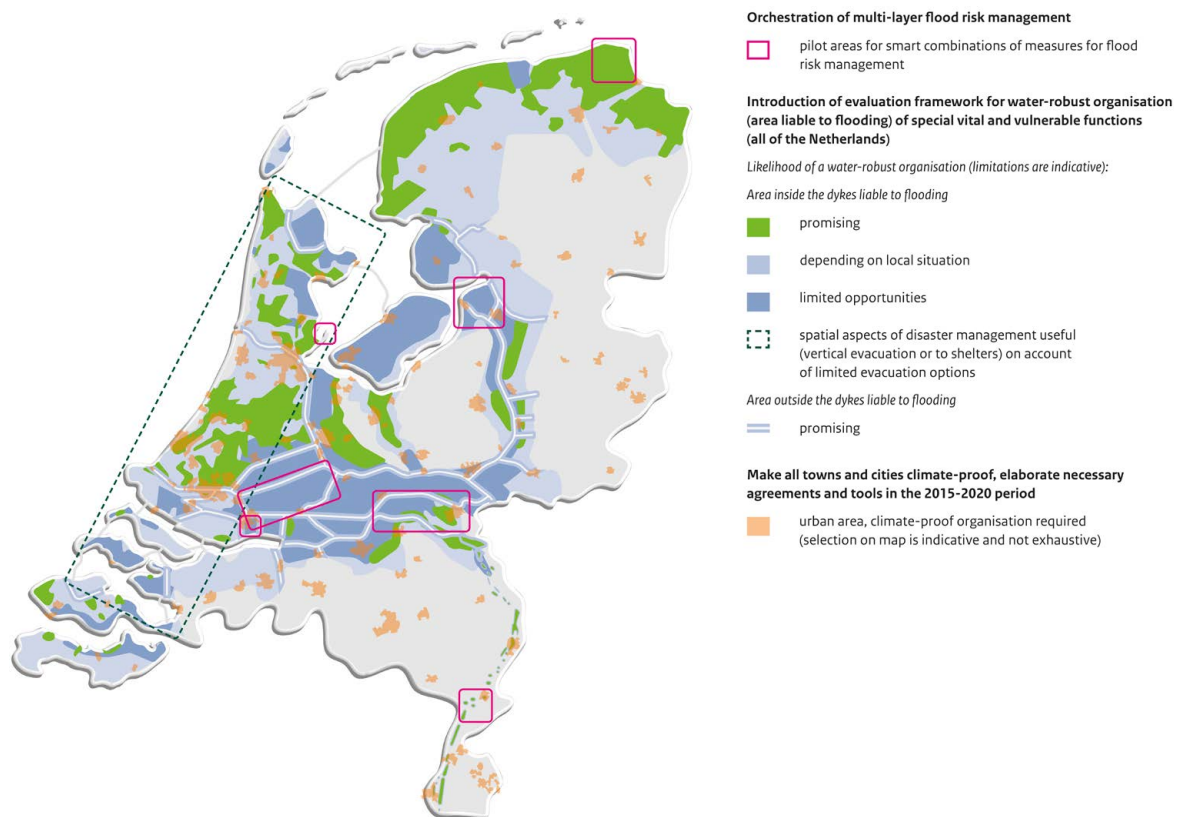 Orchestration of multi-layer flood risk management
pilot areas for smart combinations of measures for flood
risk management
Introduction of evaluation framework for water-robust organisation
(area liable to flooding) of special vital and vulnerable functions
(all of the Netherlands)
Likelihood of a water-robust organisation (limitations are indicative):
Area inside the dykes liable to flooding
promising
depending on local situation
limited opportunities
spatial aspects of disaster management useful
(vertical evacuation or to shelters) on account
of limited evacuation options
Area outside the dykes liable to flooding
promising
Make all towns and cities climate-proof, elaborate necessary
agreements and tools in the 2015-2020 period
urban area, climate-proof organisation required
(selection on map is indicative and not exhaustive)